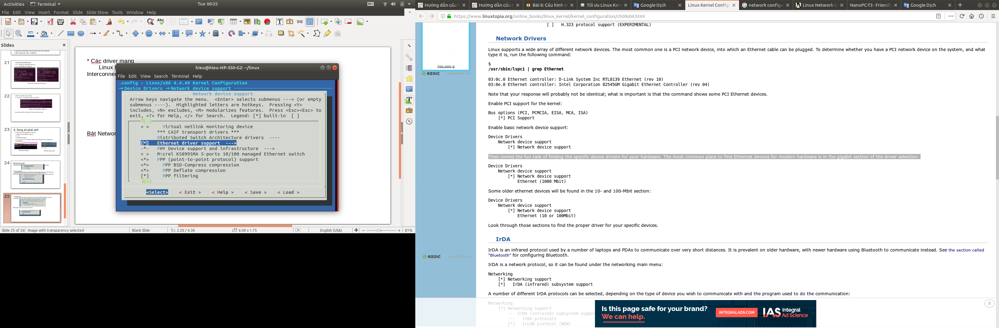 Activities
Terminal
Tue 00:25
File Edit View Insert Format Slide Slide Show Tools Window Help
Slides
21
22
23
6. Dùng kit phát wifi
24
25
* Các driver mạng
Linux h
Interconnec
Bật Networ
hieu@hieu-HP-350-G2: ~/linux
File Edit View Search Terminal Help
.config - Linux/x86 4.4.49 Kernel Configuration
→ Device Drivers → Network device support
Network device support
Arrow keys navigate the menu. <Enter> selects submenus ---> (or empty
submenus ----). Highlighted letters are hotkeys. Pressing <Y>
includes, <N> excludes, <M> modularizes features. Press <Esc><Esc> to
exit, <?> for Help, </> for Search. Legend: [*] built-in [ ]
↑(-)
< > Virtual netlink monitoring device
*** CAIF transport drivers ***
Distributed Switch Architecture drivers ----
[*] Ethernet driver support --->
-*- PHY Device support and infrastructure --->
< > Micrel KS8995MA 5-ports 10/100 managed Ethernet switch
<*> PPP (point-to-point protocol) support
<*> PPP BSD-Compress compression
<*> PPP Deflate compression
[*] PPP filtering
↓(+)
<Select> < Exit > < Help > < Save > < Load >
Slide 25 of 26 Image with transparency selected
Blank Slide
2.20 / 4.30
6.00 x 1.75
English (USA)
81%
Hướng dẫn cấu h
Hướng dẫn cấu h
Bài 6: Cấu hình m
Tối ưu Linux Kern
Google Dịch
Linux Kernel Config
network configu
Linux Network C
NanoPC-T3 - Friendly
Google Dịch
https://www.linuxtopia.org/online_books/linux_kernel/kernel_configuration/ch09s04.html
700,000 ₫
ezoic report this ad
ezoic report this ad
[ ] H.323 protocol support (EXPERIMENTAL)
Network Drivers
Linux supports a wide array of different network devices. The most common one is a PCI network device, into which an Ethernet cable can be plugged. To determine whether you have a PCI network device on the system, and what
type it is, run the following command:
$
/usr/sbin/lspci | grep Ethernet
03:0c.0 Ethernet controller: D-Link System Inc RTL8139 Ethernet (rev 10)
03:0e.0 Ethernet controller: Intel Corporation 82545GM Gigabit Ethernet Controller (rev 04)
Note that your response will probably not be identical; what is important is that the command shows some PCI Ethernet devices.
Enable PCI support for the kernel:
Bus options (PCI, PCMCIA, EISA, MCA, ISA)
[*] PCI Support
Enable basic network device support:
Device Drivers
Network device support
[*] Network device support
Then comes the fun task of finding the specific device drivers for your hardware. The most common place to find Ethernet devices for modern hardware is in the gigabit section of the driver selection:
Device Drivers
Network device support
[*] Network device support
Ethernet (1000 Mbit)
Some older ethernet devices will be found in the 10- and 100-Mbit section:
Device Drivers
Network device support
[*] Network device support
Ethernet (10 or 100Mbit)
Look through those sections to find the proper driver for your specific devices.
IrDA
IrDA is an infrared protocol used by a number of laptops and PDAs to communicate over very short distances. It is prevalent on older hardware, with newer hardware using Bluetooth to communicate instead. See the section called
“Bluetooth” for configuring Bluetooth.
IrDA is a network protocol, so it can be found under the networking main menu:
Networking
[*] Networking support
[*] IrDA (infrared) subsystem support
A number of different IrDA protocols can be selected, depending on the type of device you wish to communicate with and the program used to do the communication:
Networking
[*] Networking support
--- IrDA (infrared) subsystem suppor
--- IrDA protocols
[*] IrLAN protocol (NEW)
Is this page safe for your brand?
We can help.
INTEGRALADS.COM
IAS Integral
Ad Science
X